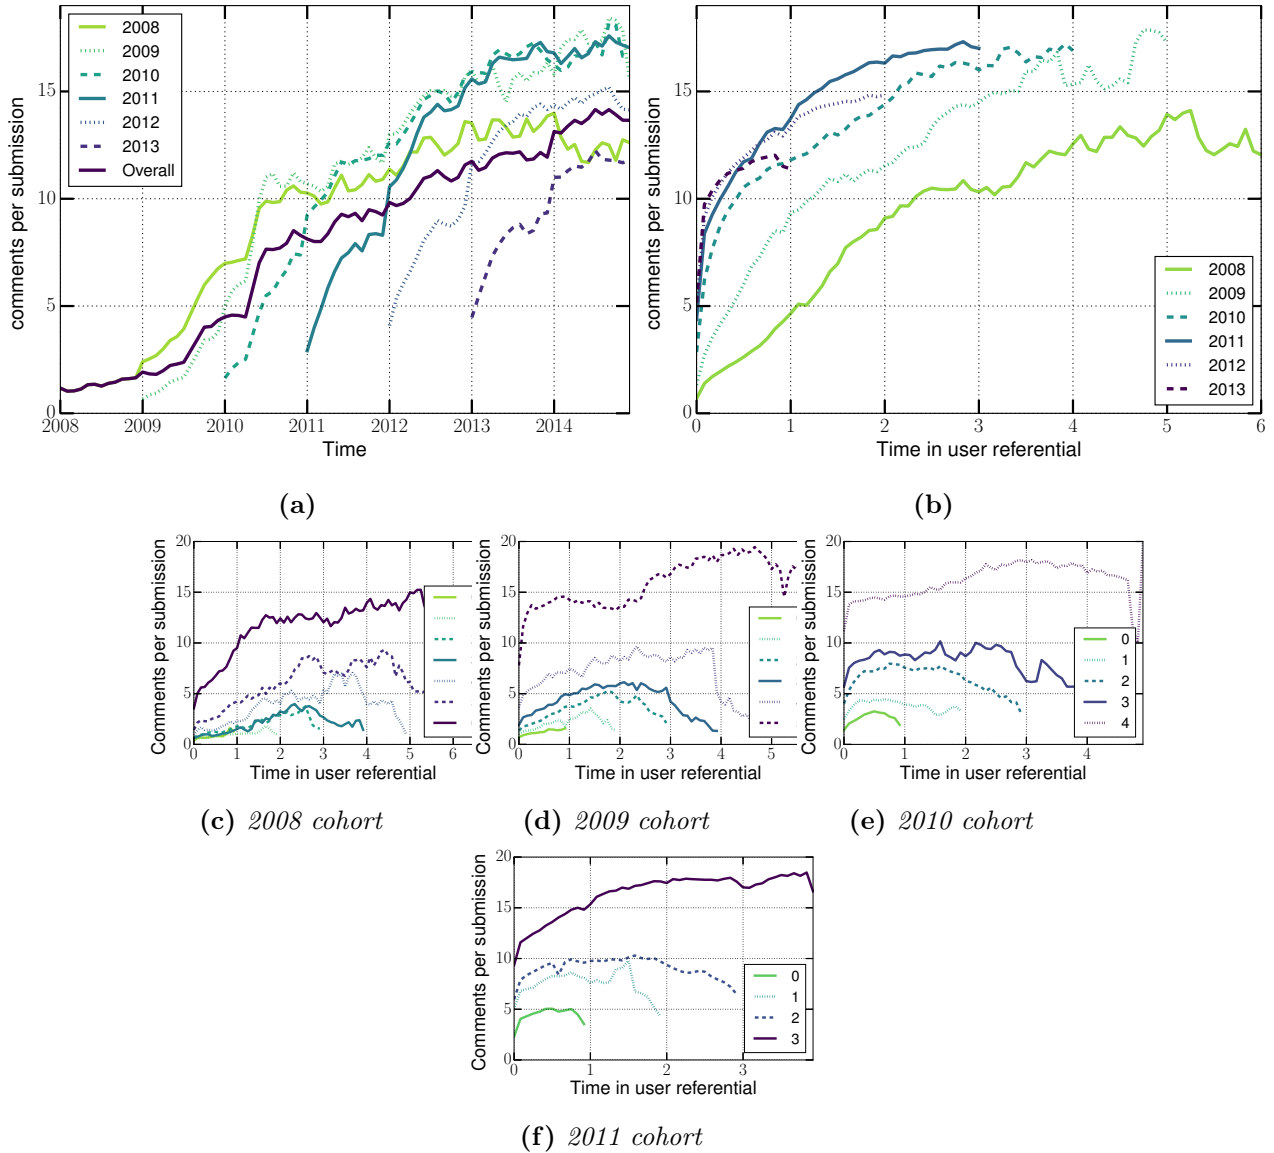 2008
2009
2010
2011
2012
2013
Overall
comments per submission
15
10
5
0
2008 2009 2010 2011 2012 2013 2014
Time
(a)
comments per submission
15
10
5
0
2008
2009
2010
2011
2012
2013
0 1 2 3 4 5 6
Time in user referential
(b)
Comments per submission
20
15
10
5
0
0 1 2 3 4 5 6
Time in user referential
(c) 2008 cohort
Comments per submission
20
15
10
5
0
0 1 2 3 4 5
Time in user referential
(d) 2009 cohort
Comments per submission
20
15
10
5
0
0
1
2
3
4
0 1 2 3 4
Time in user referential
(e) 2010 cohort
Comments per submission
20
15
10
5
0
0
1
2
3
0 1 2 3
Time in user referential
(f) 2011 cohort